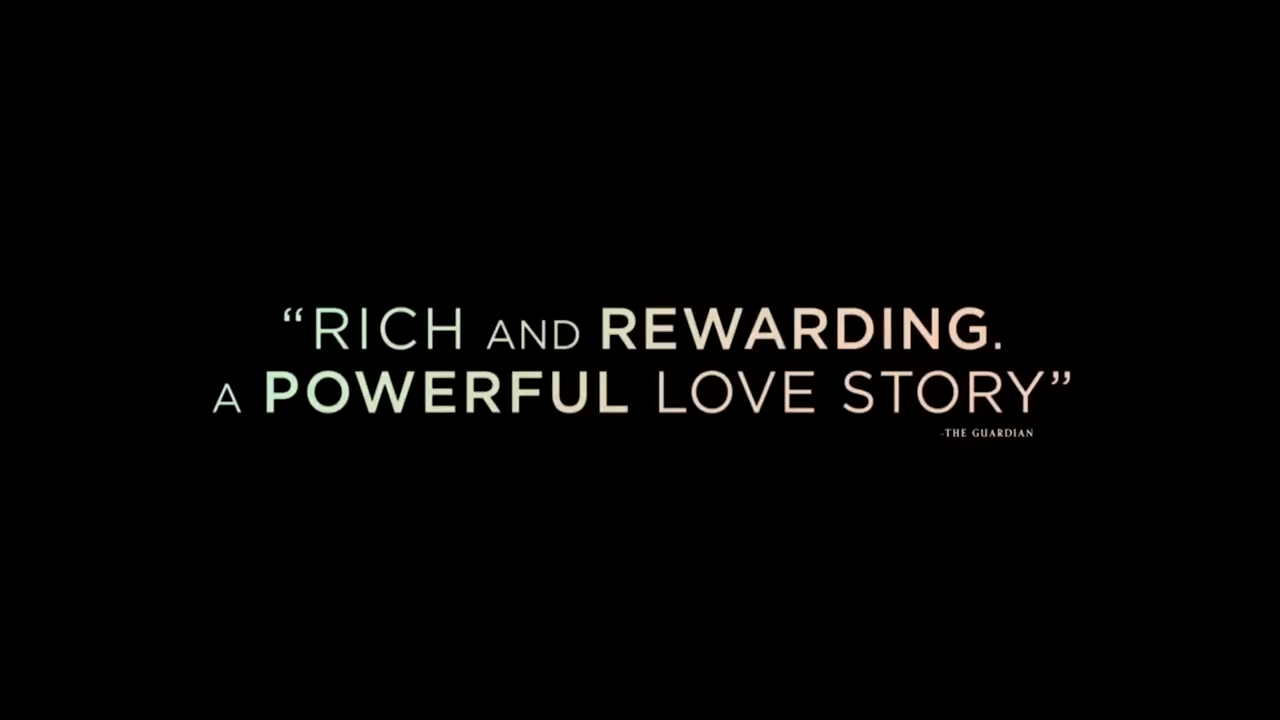 “RICH AND REWARDING.
A POWERFUL LOVE STORY”
-THE GUARDIAN